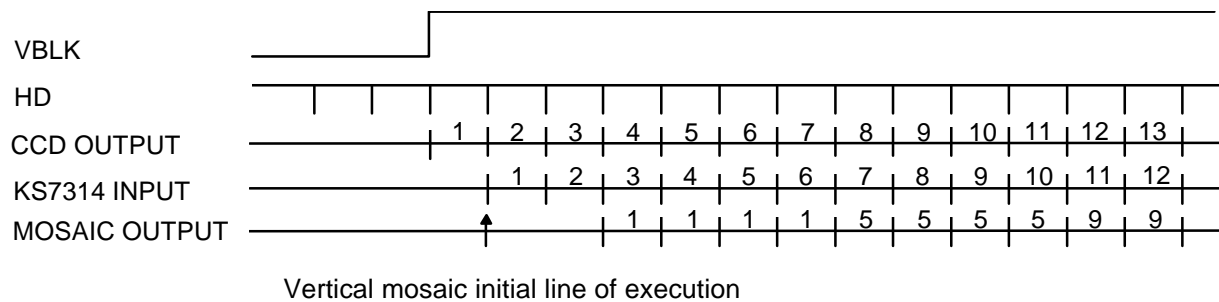 VBLK
HD
CCD OUTPUT 1 2 3 4 5 6 7 8 9 10 11 12 13
KS7314 INPUT 1 2 3 4 5 6 7 8 9 10 11 12
MOSAIC OUTPUT 1 1 1 1 5 5 5 5 9 9
Vertical mosaic initial line of execution